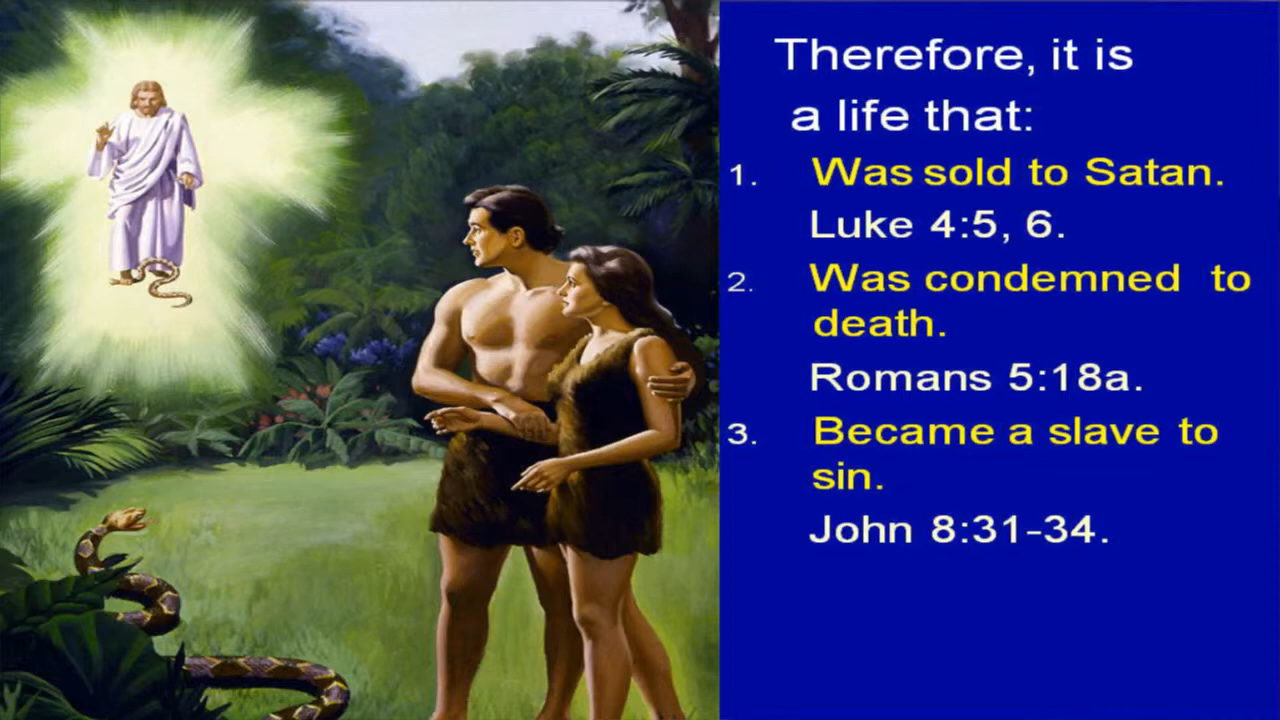 Therefore, it is
a life that:
1. Was sold to Satan.
Luke 4:5, 6.
2. Was condemned to
death.
Romans 5:18a.
3. Became a slave to
sin.
John 8:31-34.